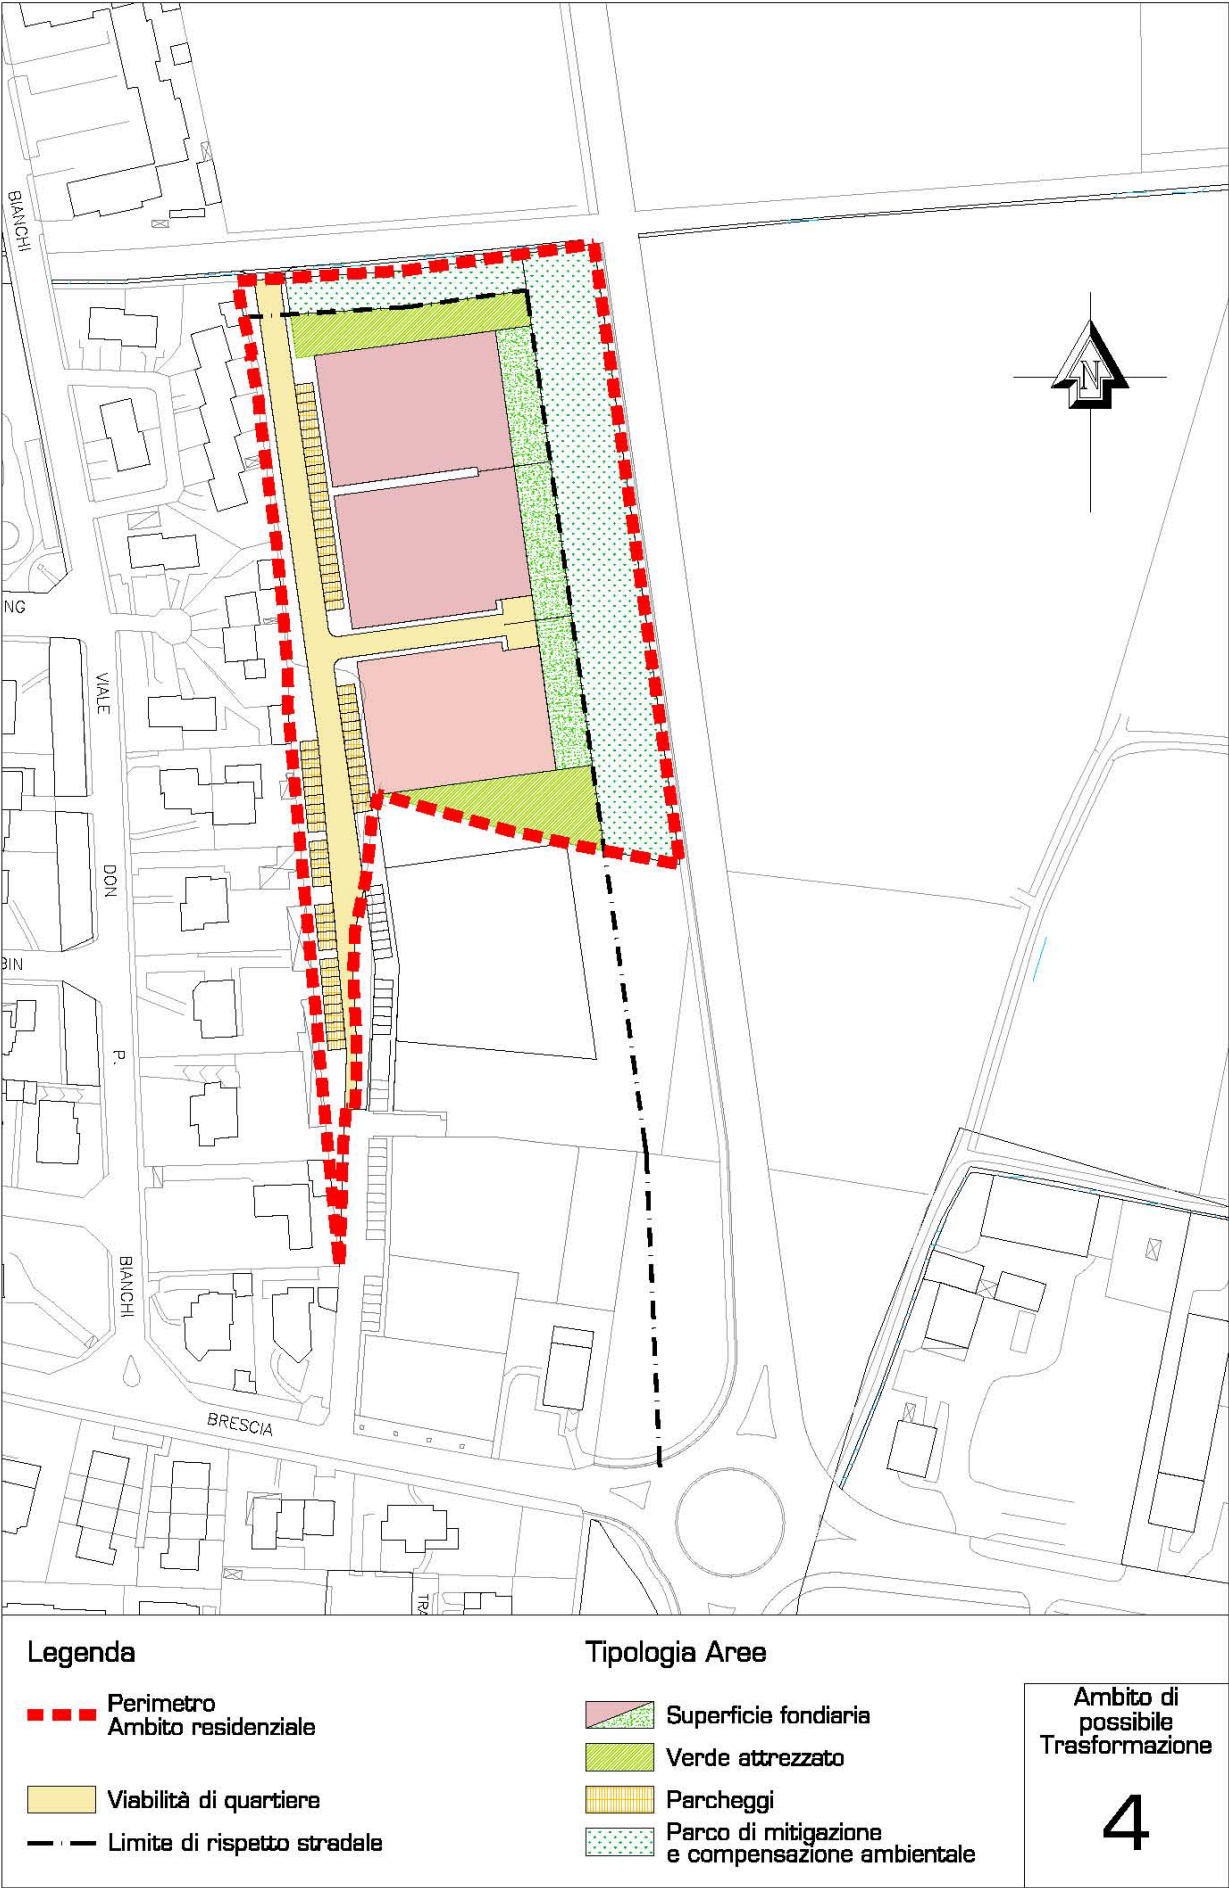 BIANCHI
N
NG
VIALE
DON
BIN
P.
BIANCHI
BRESCIA
TRA
Legenda
Perimetro
Ambito residenziale
Viabilità di quartiere
Limite di rispetto stradale
Tipologia Aree
Superficie fondiaria
Verde attrezzato
Parcheggi
Parco di mitigazione
e compensazione ambientale
Ambito di
possibile
Trasformazione
4